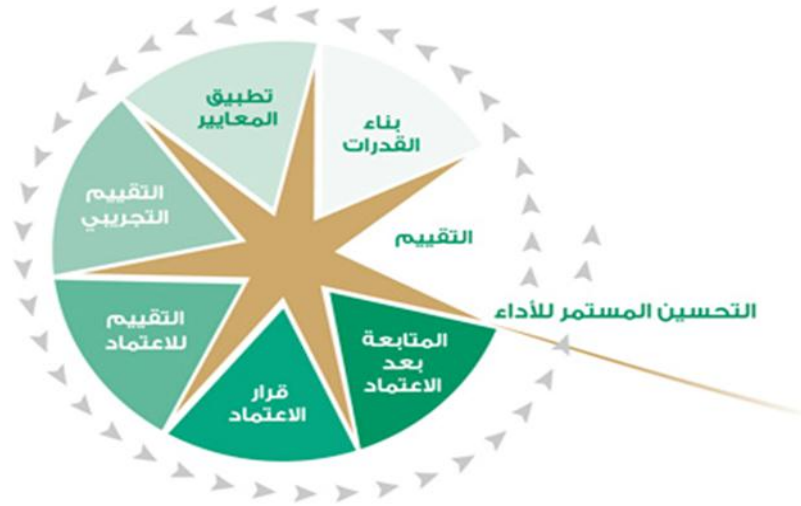 التقييم
بناء
القدرات
تطبيق
المعايير
التقييم
التجريبي
التقييم
للاعتماد
قرار
الاعتماد
المتابعة
بعد
الاعتماد
التحسين المستمر للأداء